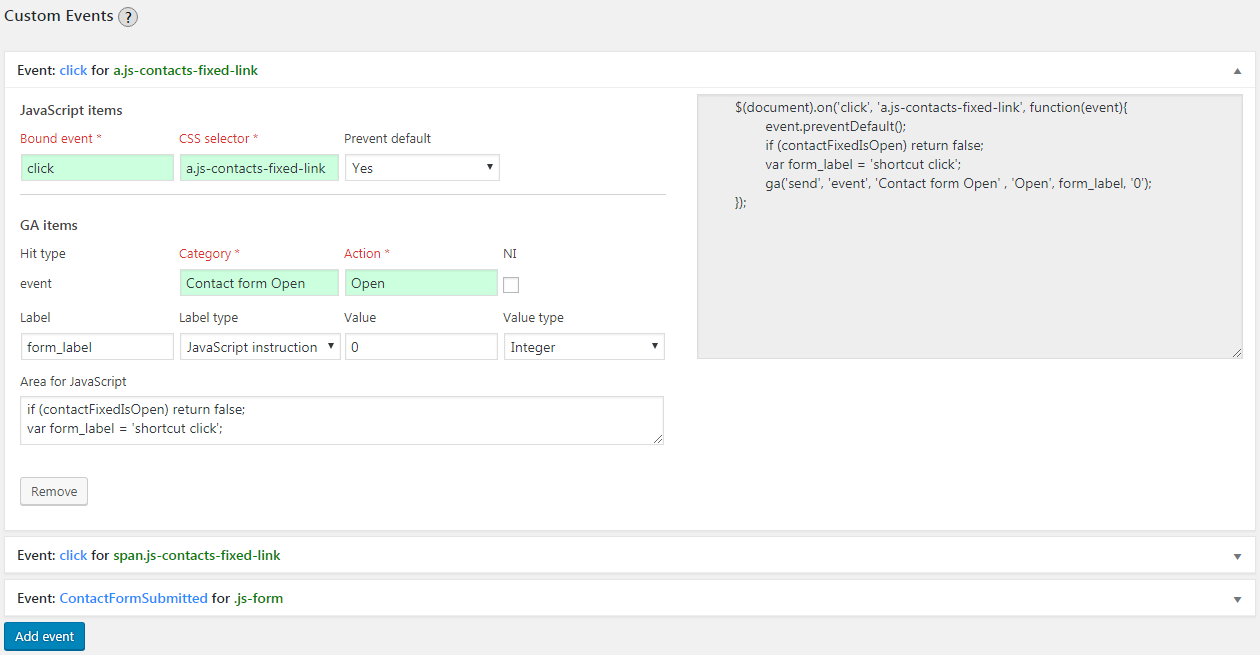 Custom Events ?
Event: click for a.js-contacts-fixed-link
JavaScript items
Bound event * CSS selector * Prevent default
click a.js-contacts-fixed-link Yes
GA items
Hit type Category * Action * NI
event Contact form Open Open
Label Label type Value Value type
form_label JavaScript instruction 0 Integer
Area for JavaScript
if (contactFixedIsOpen) return false;
var form_label = 'shortcut click';
Remove
$(document).on('click', 'a.js-contacts-fixed-link', function(event){
event.preventDefault();
if (contactFixedIsOpen) return false;
var form_label = 'shortcut click';
ga('send', 'event', 'Contact form Open' , 'Open', form_label, '0');
});
Event: click for span.js-contacts-fixed-link
Event: ContactFormSubmitted for .js-form
Add event